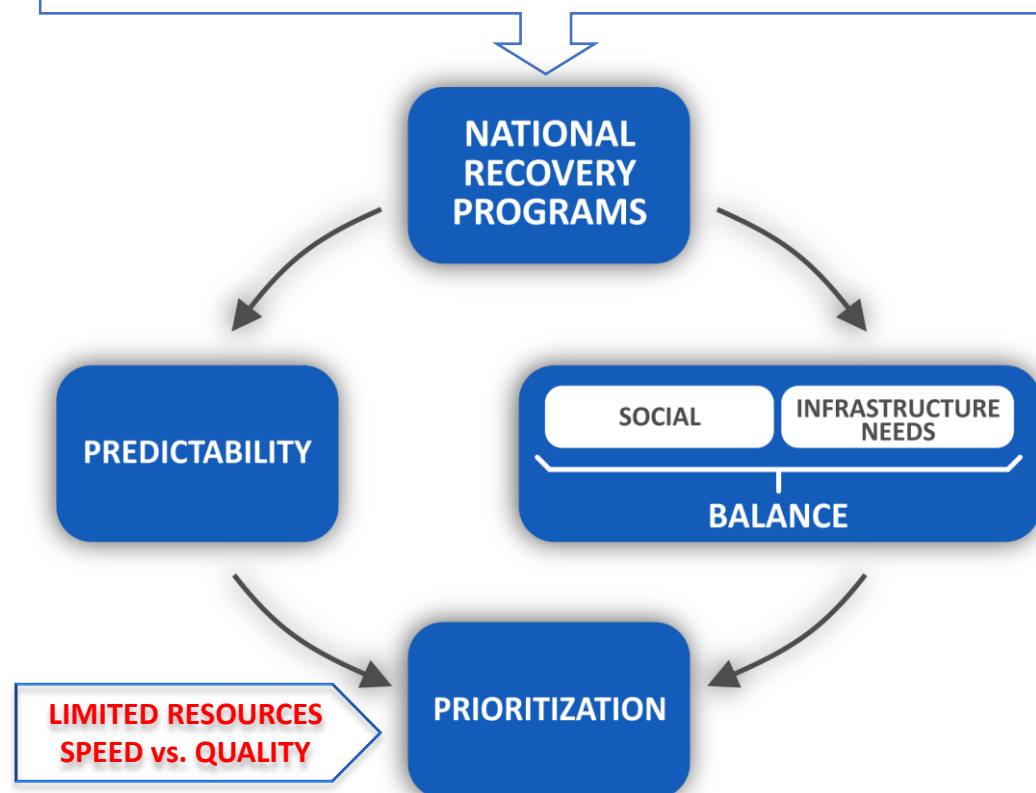 NATIONAL
RECOVERY
PROGRAMS
PREDICTABILITY
SOCIAL
INFRASTRUCTURE
NEEDS
BALANCE
LIMITED RESOURCES
SPEED vs. QUALITY
PRIORITIZATION